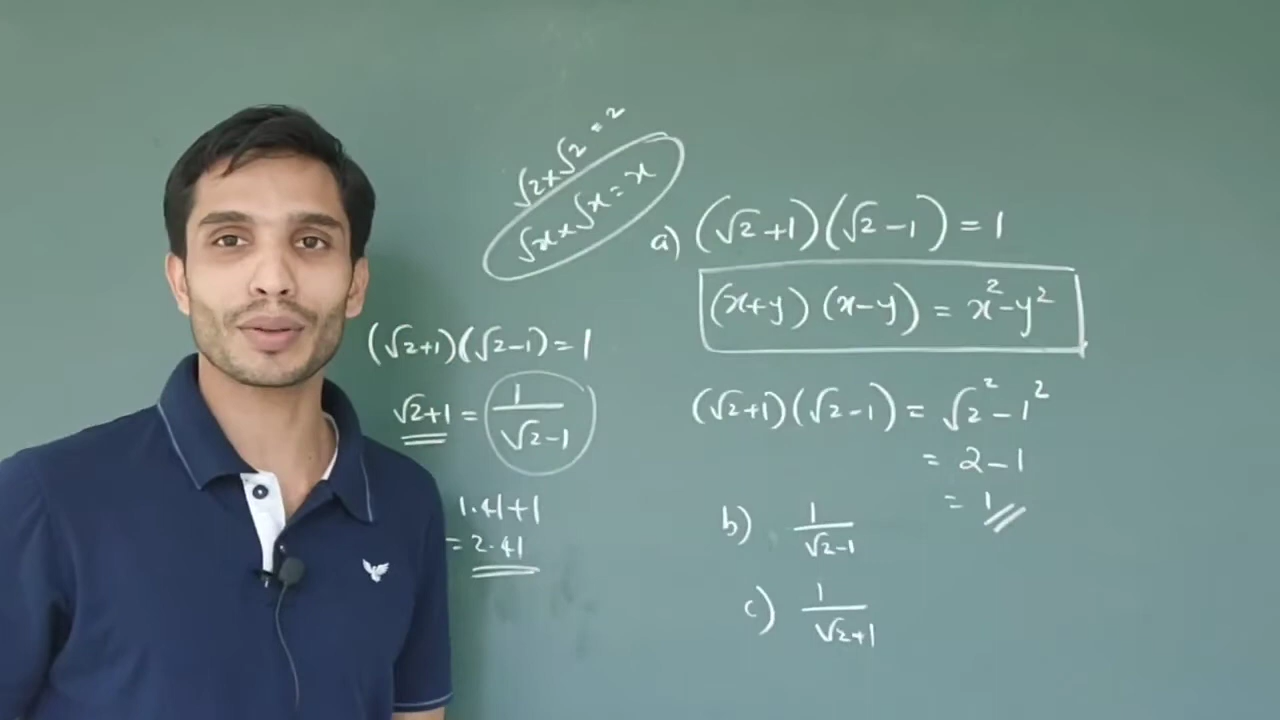 √2×√2 = 2
√x×√x = x
a) (√2+1)(√2-1) = 1
(x+y)(x-y) = x²-y²
(√2+1)(√2-1) = 1
√2+1 = 1/(√2-1)
1.41+1
= 2.41
(√2+1)(√2-1) = √2²-1²
= 2-1
= 1
b) 1/(√2-1)
c) 1/(√2+1)